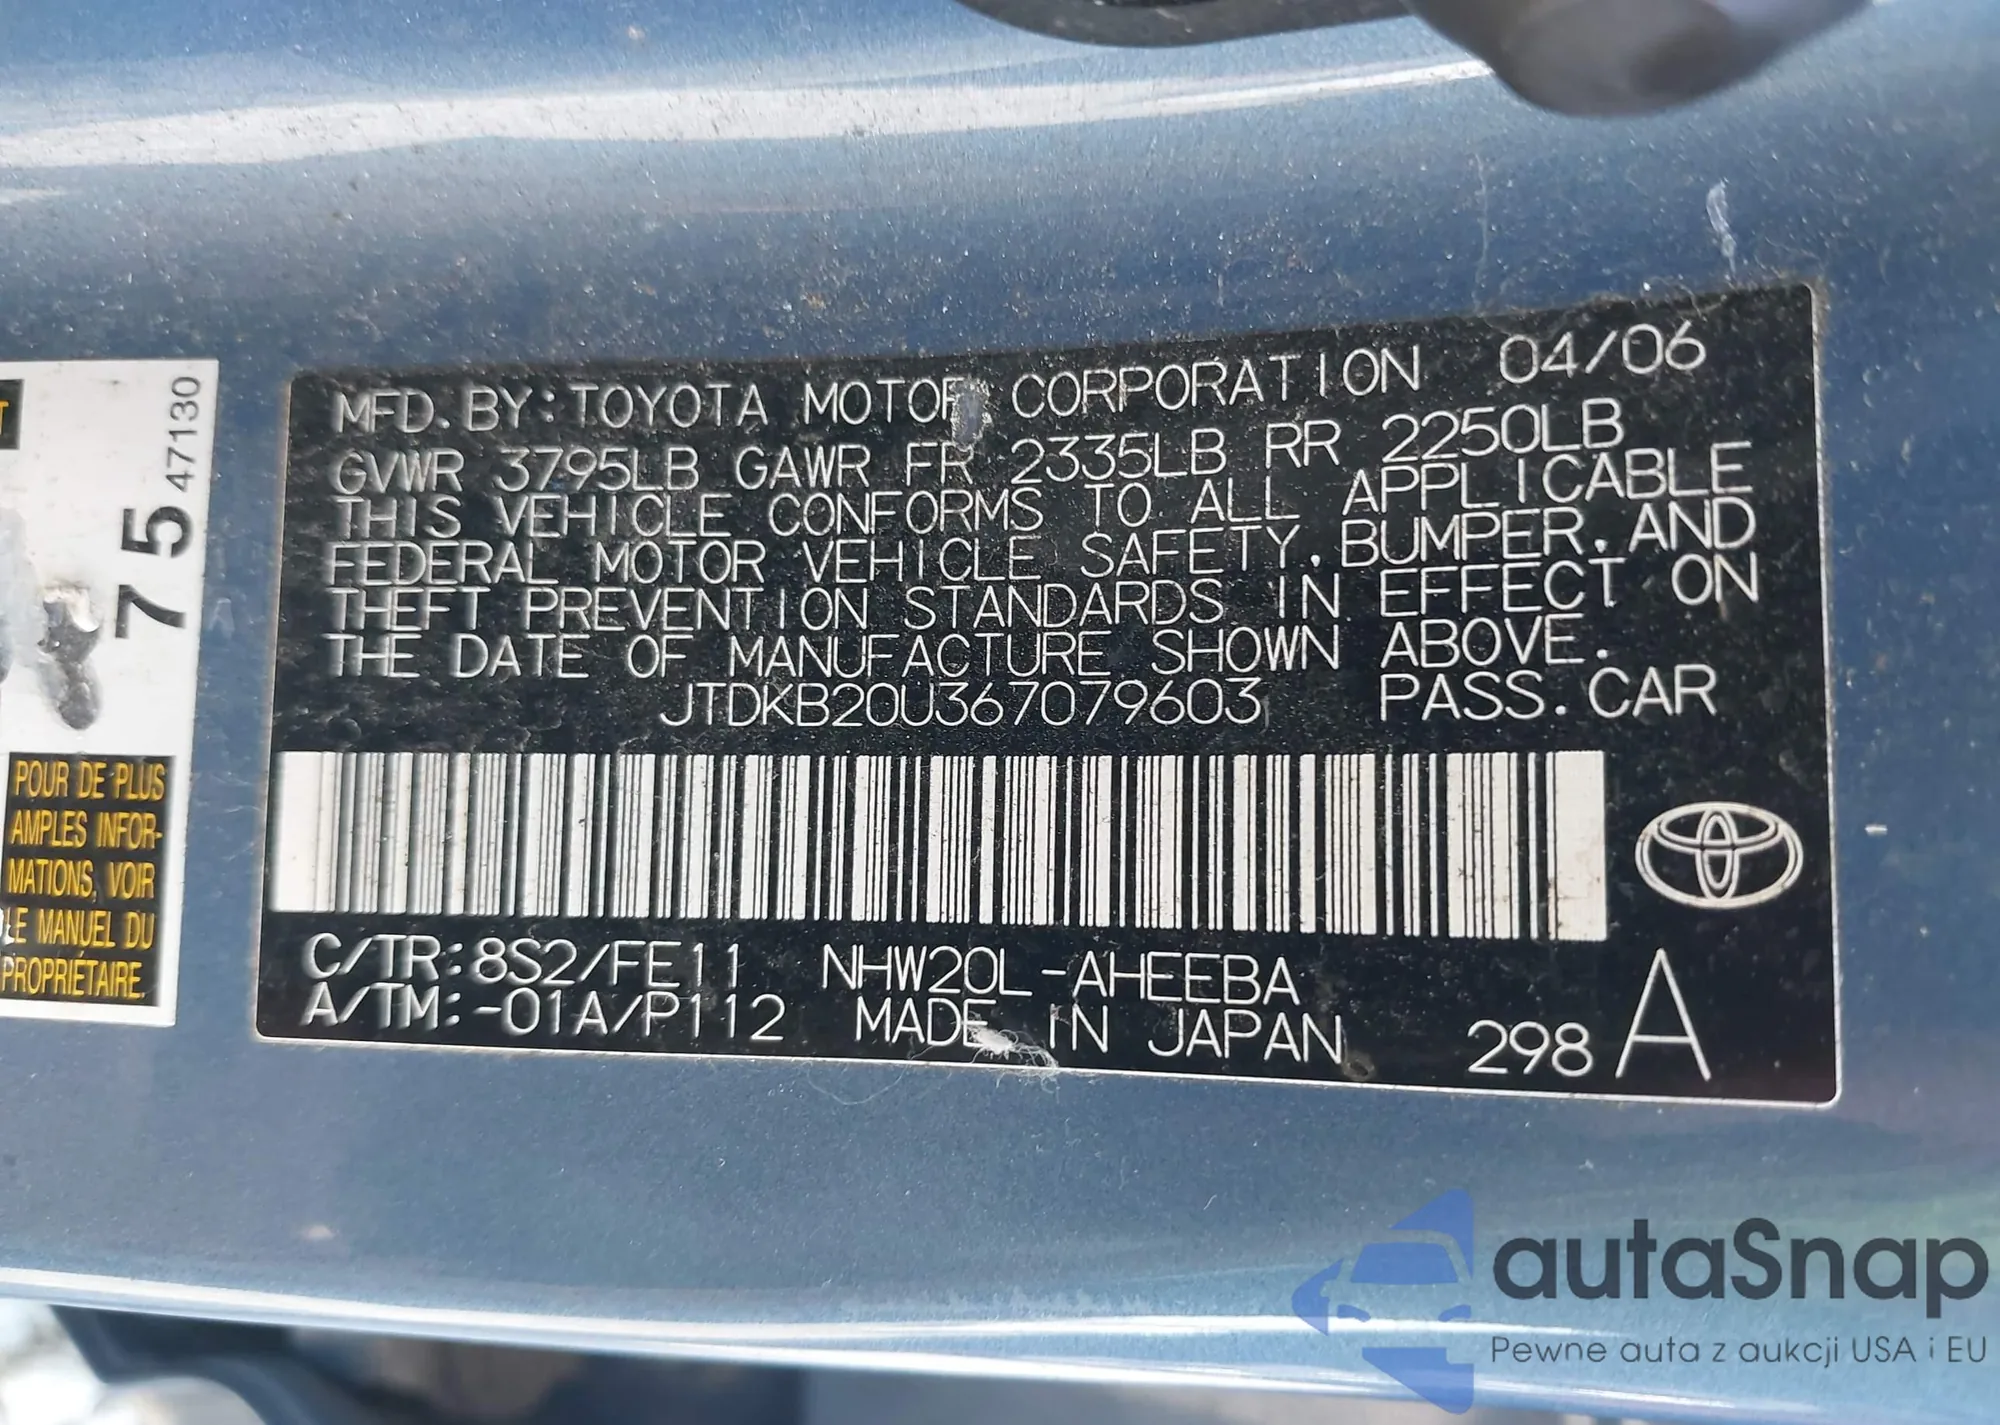 47130
75
POUR DE PLUS
AMPLES INFOR-
MATIONS, VOIR
LE MANUEL DU
PROPRIÉTAIRE.
MFD. BY: TOYOTA MOTOR CORPORATION 04/06
GVWR 3795LB GAWR FR 2335LB RR 2250LB
THIS VEHICLE CONFORMS TO ALL APPLICABLE
FEDERAL MOTOR VEHICLE SAFETY, BUMPER, AND
THEFT PREVENTION STANDARDS IN EFFECT ON
THE DATE OF MANUFACTURE SHOWN ABOVE.
JTDKB20U367079603 PASS. CAR
C/TR: 8S2/FE11 NHW20L-AHEEBA
A/TM: -01A/P112 MADE IN JAPAN 298 A
autaSnap
Pewne auta z aukcji USA i EU